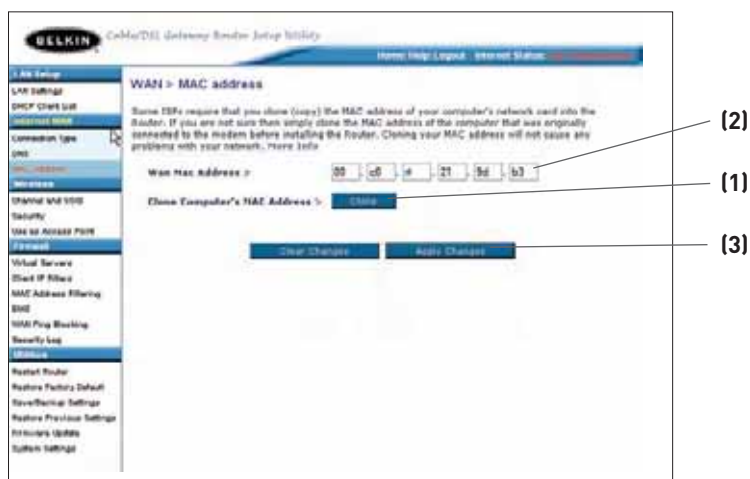 BELKIN Cable/DSL Gateway Router Setup Utility
Home Help Logout Internet Status:
LAN Setup
LAN Settings
DHCP Client List
Internet WAN
Connection Type
DNS
MAC Address
Wireless
Channel and SSID
Security
Use as Access Point
Firewall
Virtual Servers
Client IP Filters
MAC Address Filtering
DMZ
WAN Ping Blocking
Security Log
Utilities
Restart Router
Restore Factory Default
Save/Backup Settings
Restore Previous Settings
Firmware Update
System Settings
WAN > MAC address
Some ISPs require that you clone (copy) the MAC address of your computer's network card into the
Router. If you are not sure then simply clone the MAC address of the computer that was originally
connected to the modem before installing the Router. Cloning your MAC address will not cause any
problems with your network. More Info
Wan Mac Address > 00 . c0 . . 21 . 9d . b3
(2)
Clone Computer's MAC Address > Clone
(1)
Clear Changes Apply Changes
(3)